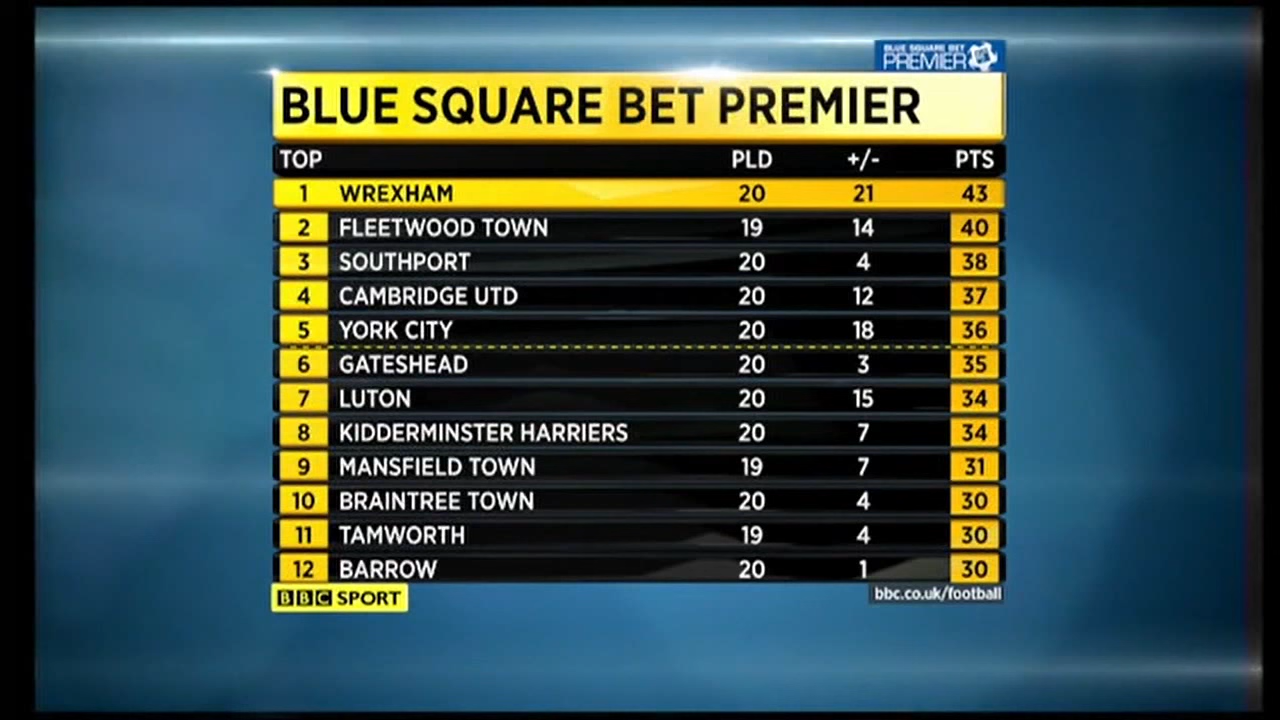 BLUE SQUARE BET
PREMIER
BLUE SQUARE BET PREMIER
TOP PLD +/- PTS
1 WREXHAM 20 21 43
2 FLEETWOOD TOWN 19 14 40
3 SOUTHPORT 20 4 38
4 CAMBRIDGE UTD 20 12 37
5 YORK CITY 20 18 36
6 GATESHEAD 20 3 35
7 LUTON 20 15 34
8 KIDDERMINSTER HARRIERS 20 7 34
9 MANSFIELD TOWN 19 7 31
10 BRAINTREE TOWN 20 4 30
11 TAMWORTH 19 4 30
12 BARROW 20 1 30
BBC SPORT bbc.co.uk/football